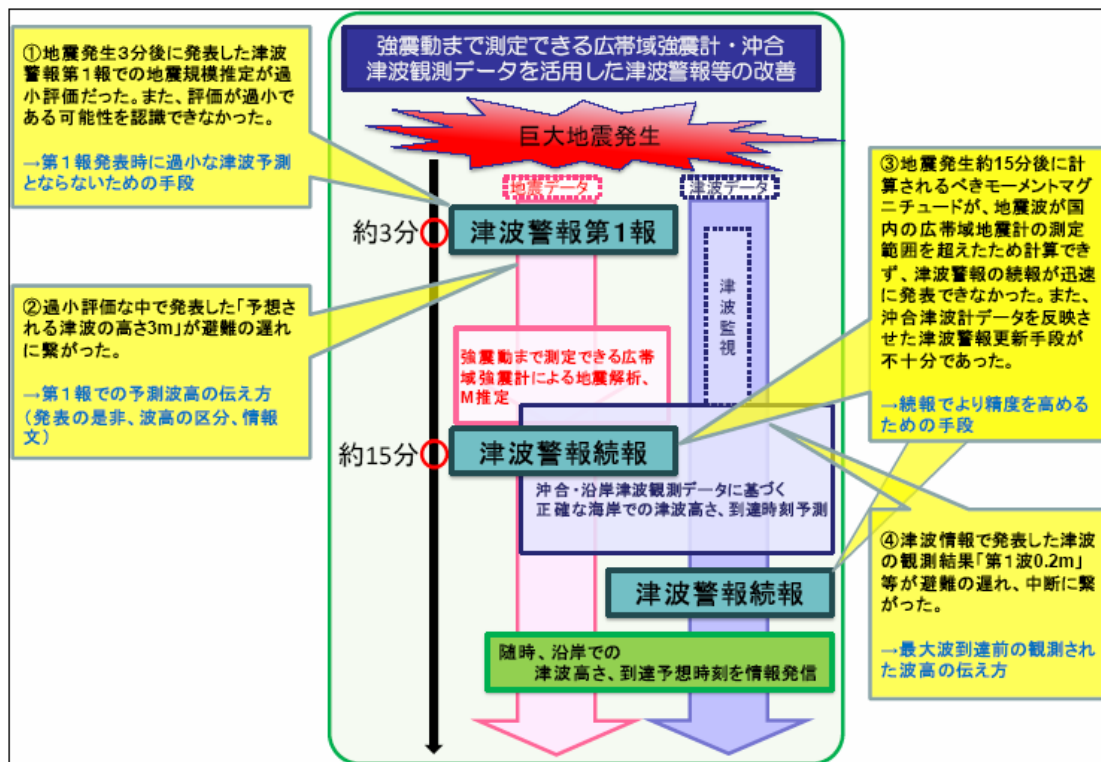 強震動まで測定できる広帯域強震計・沖合
津波観測データを活用した津波警報等の改善
①地震発生3分後に発表した津波
警報第1報での地震規模推定が過
小評価だった。また、評価が過小で
ある可能性を認識できなかった。
→第1報発表時に過小な津波予測
とならないための手段
②過小評価な中で発表した「予想さ
れる津波の高さ3m」が避難の遅れ
に繋がった。
→第1報での予測波高の伝え方
(発表の是非、波高の区分、情報
文)
巨大地震発生
地震データ
津波データ
約3分
津波警報第1報
津波監視
強震動まで測定できる広帯
域強震計による地震解析、
M推定
約15分
津波警報続報
沖合・沿岸津波観測データに基づく
正確な海岸での津波高さ、到達時刻予測
津波警報続報
随時、沿岸での
津波高さ、到達予想時刻を情報発信
③地震発生約15分後に計
算されるべきモーメントマグ
ニチュードが、地震波が国
内の広帯域地震計の測定
範囲を超えたため計算でき
ず、津波警報の続報が迅速
に発表できなかった。また、
沖合津波計データを反映さ
せた津波警報更新手段が
不十分であった。
→続報でより精度を高める
ための手段
④津波情報で発表した津波
の観測結果「第1波0.2m」
等が避難の遅れ、中断に繋
がった。
→最大波到達前の観測され
た波高の伝え方